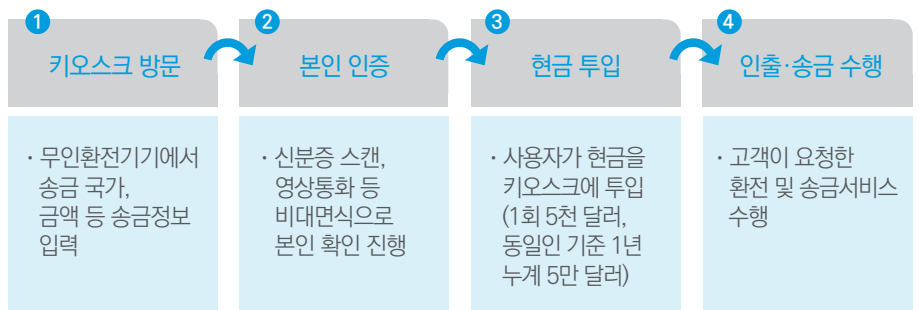 1
키오스크 방문
· 무인환전기기에서
송금 국가,
금액 등 송금정보
입력
2
본인 인증
· 신분증 스캔,
영상통화 등
비대면식으로
본인 확인 진행
3
현금 투입
· 사용자가 현금을
키오스크에 투입
(1회 5천 달러,
동일인 기준 1년
누계 5만 달러)
4
인출·송금 수행
· 고객이 요청한
환전 및 송금서비스
수행